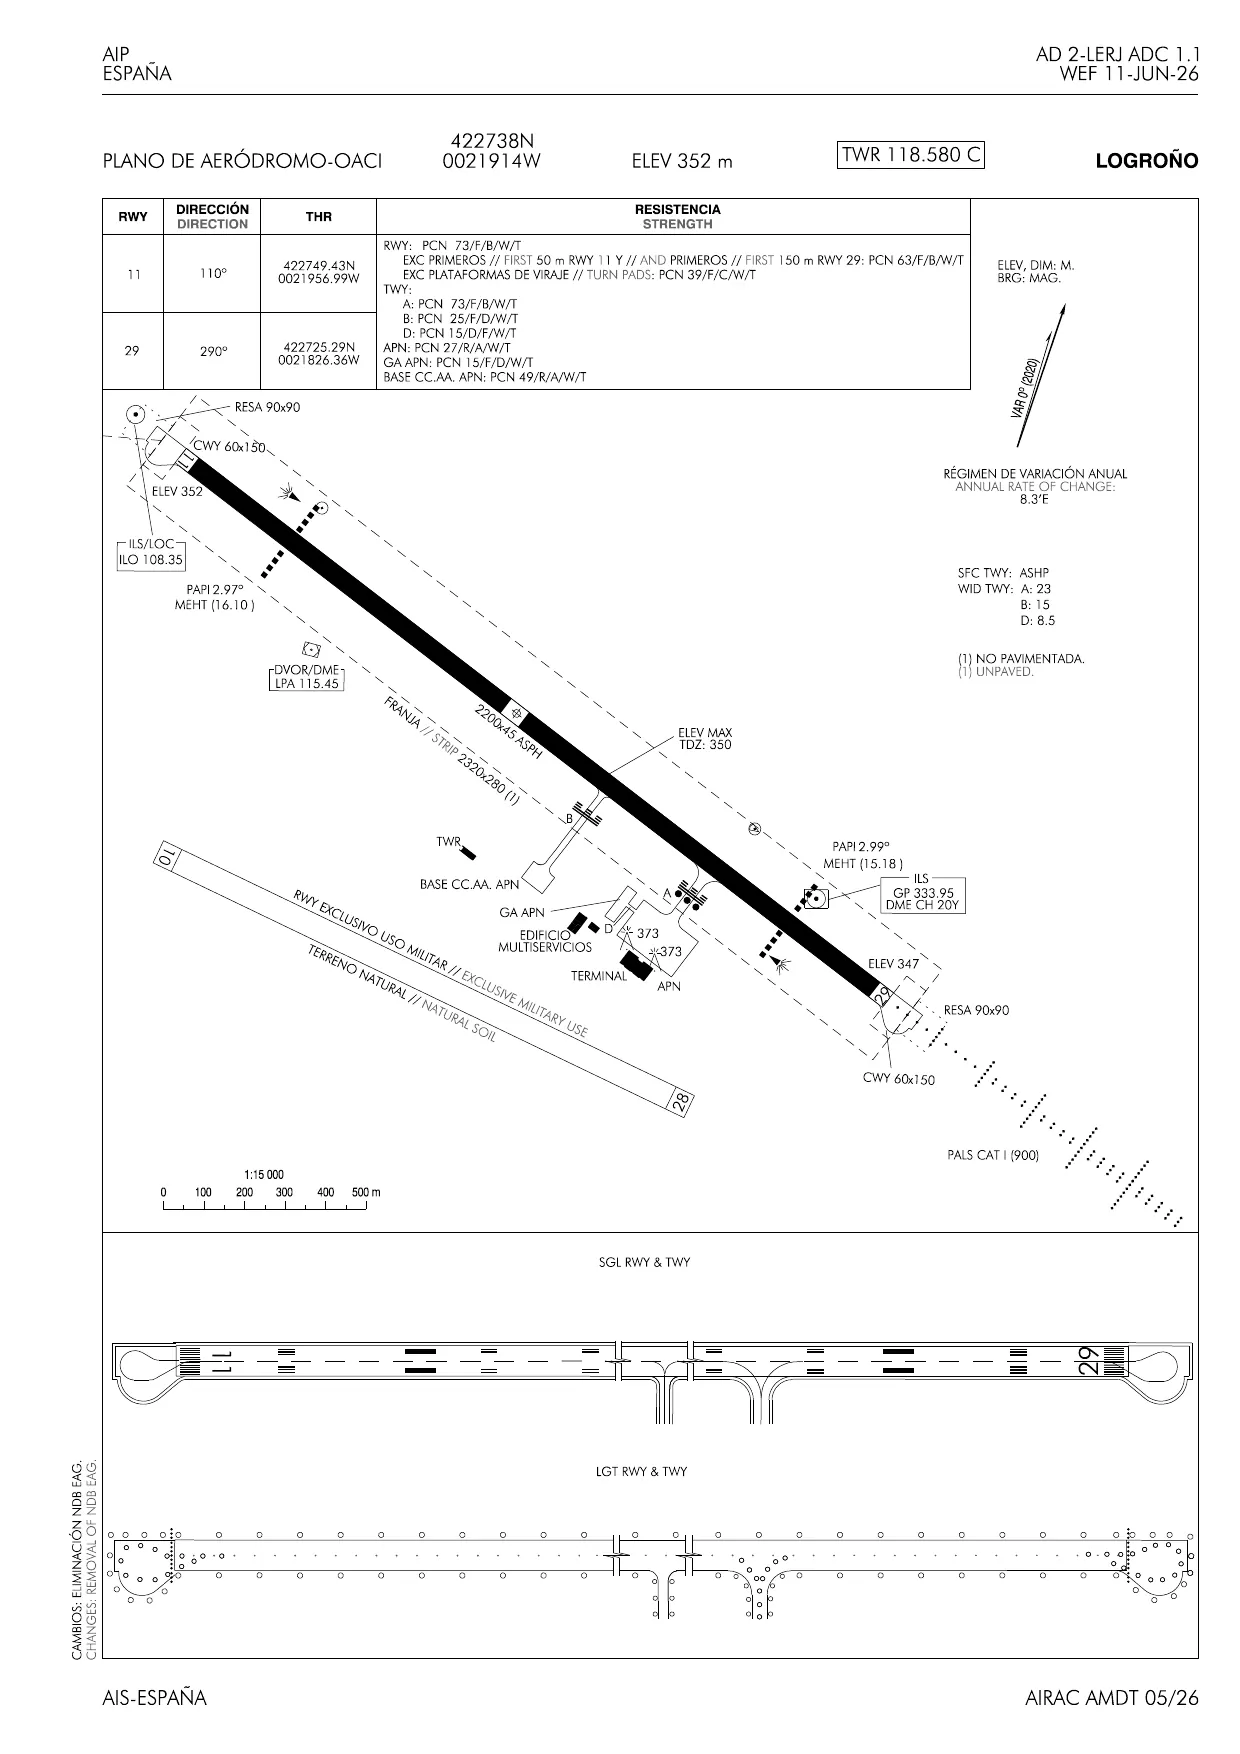 AIP
ESPAÑA
AD 2-LERJ ADC 1.1
WEF 11-JUN-26
PLANO DE AERÓDROMO-OACI
422738N
0021914W
ELEV 352 m
TWR 118.580 C
LOGROÑO
RWY
DIRECCIÓN
DIRECTION
THR
RESISTENCIA
STRENGTH
11
110º
422749.43N
0021956.99W
29
290º
422725.29N
0021826.36W
RWY: PCN 73/F/B/W/T
EXC PRIMEROS // FIRST 50 m RWY 11 Y // AND PRIMEROS // FIRST 150 m RWY 29: PCN 63/F/B/W/T
EXC PLATAFORMAS DE VIRAJE // TURN PADS: PCN 39/F/C/W/T
TWY:
A: PCN 73/F/B/W/T
B: PCN 25/F/D/W/T
D: PCN 15/D/F/W/T
APN: PCN 27/R/A/W/T
GA APN: PCN 15/F/D/W/T
BASE CC.AA. APN: PCN 49/R/A/W/T
ELEV, DIM: M.
BRG: MAG.
VAR 0º (2020)
RÉGIMEN DE VARIACIÓN ANUAL
ANNUAL RATE OF CHANGE:
8.3'E
SFC TWY: ASHP
WID TWY: A: 23
B: 15
D: 8.5
(1) NO PAVIMENTADA.
(1) UNPAVED.
RESA 90x90
CWY 60x150
11
ELEV 352
ILS/LOC
ILO 108.35
PAPI 2.97º
MEHT (16.10 )
DVOR/DME
LPA 115.45
FRANJA // STRIP 2320x280 (1)
2200x45 ASPH
ELEV MAX
TDZ: 350
B
TWR
BASE CC.AA. APN
A
GA APN
D
EDIFICIO
MULTISERVICIOS
373
373
TERMINAL
APN
PAPI 2.99º
MEHT (15.18 )
ILS
GP 333.95
DME CH 20Y
ELEV 347
29
RESA 90x90
CWY 60x150
PALS CAT I (900)
10
RWY EXCLUSIVO USO MILITAR // EXCLUSIVE MILITARY USE
TERRENO NATURAL // NATURAL SOIL
28
1:15 000
0 100 200 300 400 500 m
SGL RWY & TWY
11
29
LGT RWY & TWY
CAMBIOS: ELIMINACIÓN NDB EAG.
CHANGES: REMOVAL OF NDB EAG.
AIS-ESPAÑA
AIRAC AMDT 05/26